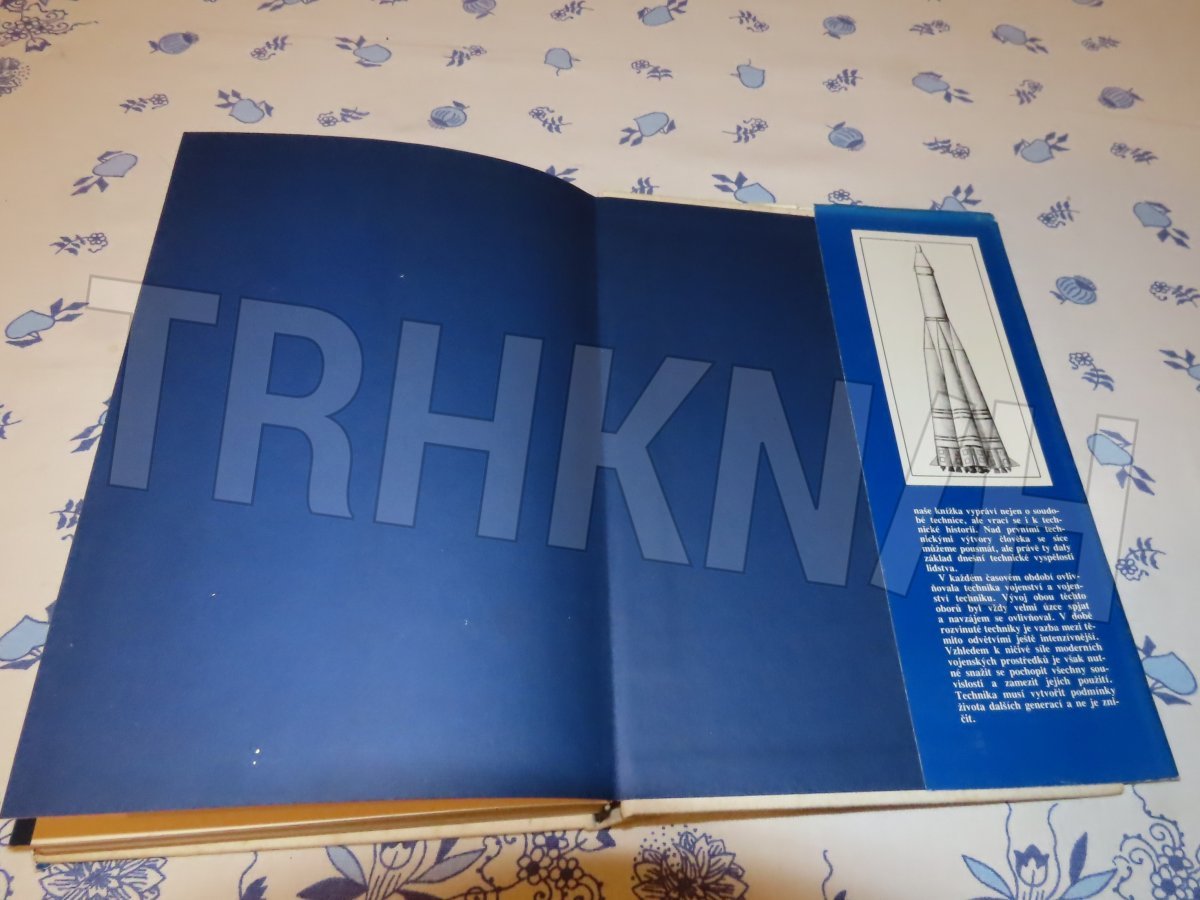 TRHKNIH
naše knížka vypráví nejen o soudo-
bé technice, ale vrací se i k tech-
nické historii. Nad prvními tech-
nickými výtvory člověka se sice
můžeme pousmát, ale právě ty daly
základ dnešní technické vyspělosti
lidstva.
V každém časovém období ovliv-
ňovala technika vojenství a vojen-
ství techniku. Vývoj obou těchto
oborů byl vždy velmi úzce spjat
a navzájem se ovlivňoval. V době
rozvinuté techniky je vazba mezi tě-
mito odvětvími ještě intenzívnější.
Vzhledem k ničivé síle moderních
vojenských prostředků je však nut-
né snažit se pochopit všechny sou-
vislosti a zamezit jejich použití.
Technika musí vytvořit podmínky
života dalších generací a ne je zni-
čit.